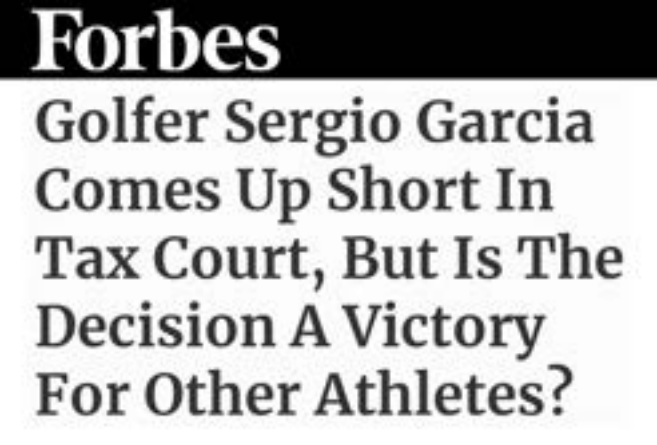 Forbes
Golfer Sergio Garcia
Comes Up Short In
Tax Court, But Is The
Decision A Victory
For Other Athletes?